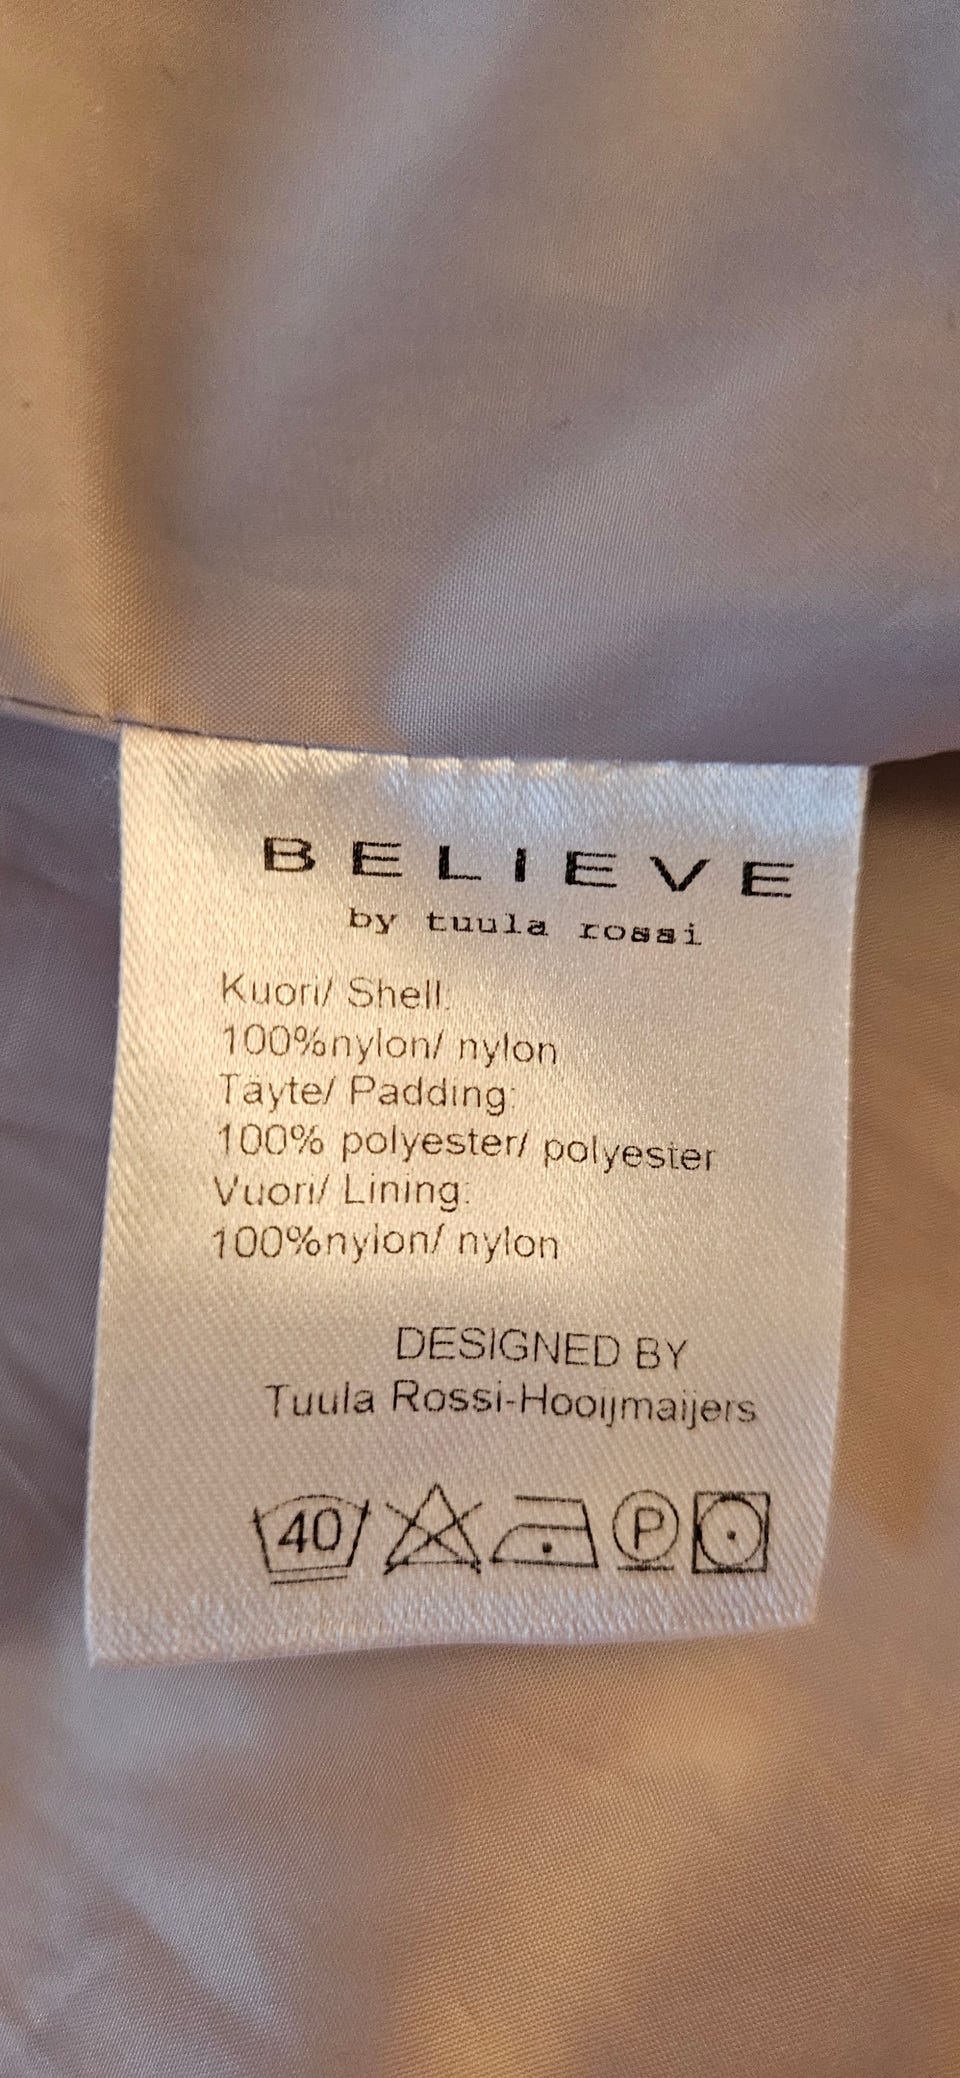 BELIEVE
by tuula rossi
Kuori/ Shell:
100%nylon/ nylon
Täyte/ Padding:
100% polyester/ polyester
Vuori/ Lining:
100%nylon/ nylon
DESIGNED BY
Tuula Rossi-Hooijmaijers
40 P